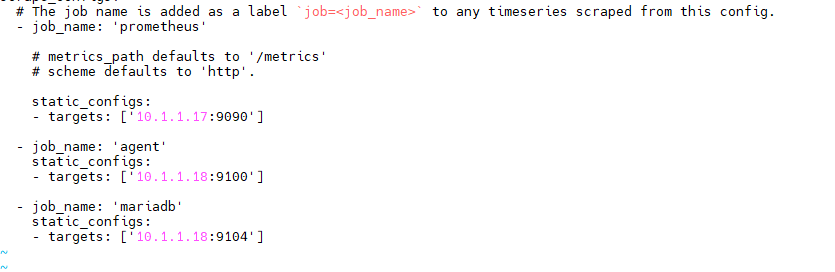 scrape_configs:
  # The job name is added as a label `job=<job_name>` to any timeseries scraped from this config.
  - job_name: 'prometheus'

    # metrics_path defaults to '/metrics'
    # scheme defaults to 'http'.

    static_configs:
    - targets: ['10.1.1.17:9090']

  - job_name: 'agent'
    static_configs:
    - targets: ['10.1.1.18:9100']

  - job_name: 'mariadb'
    static_configs:
    - targets: ['10.1.1.18:9104']
~
~